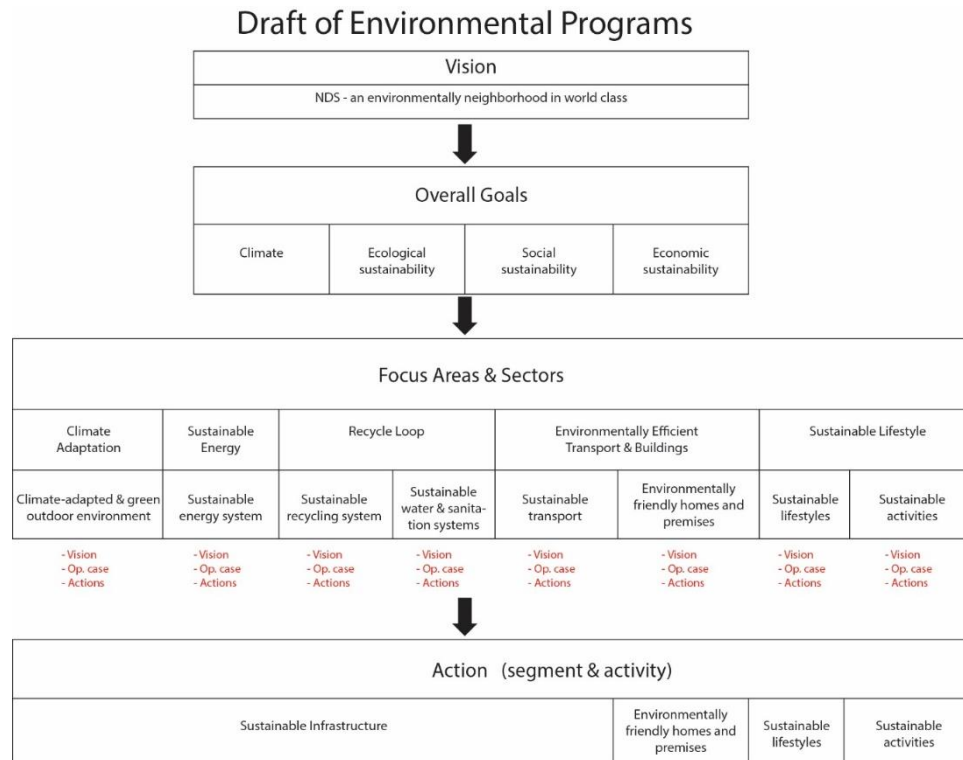 Draft of Environmental Programs
Vision
NDS - an environmentally neighborhood in world class
Overall Goals
Climate
Ecological
sustainability
Social
sustainability
Economic
sustainability
Focus Areas & Sectors
Climate
Adaptation
Sustainable
Energy
Recycle Loop
Environmentally Efficient
Transport & Buildings
Sustainable Lifestyle
Climate-adapted & green
outdoor environment
Sustainable
energy system
Sustainable
recycling system
Sustainable
water & sanita-
tion systems
Sustainable
transport
Environmentally
friendly homes and
premises
Sustainable
lifestyles
Sustainable
activities
- Vision
- Op. case
- Actions
- Vision
- Op. case
- Actions
- Vision
- Op. case
- Actions
- Vision
- Op. case
- Actions
- Vision
- Op. case
- Actions
- Vision
- Op. case
- Actions
- Vision
- Op. case
- Actions
- Vision
- Op. case
- Actions
Action (segment & activity)
Sustainable Infrastructure
Environmentally
friendly homes and
premises
Sustainable
lifestyles
Sustainable
activities